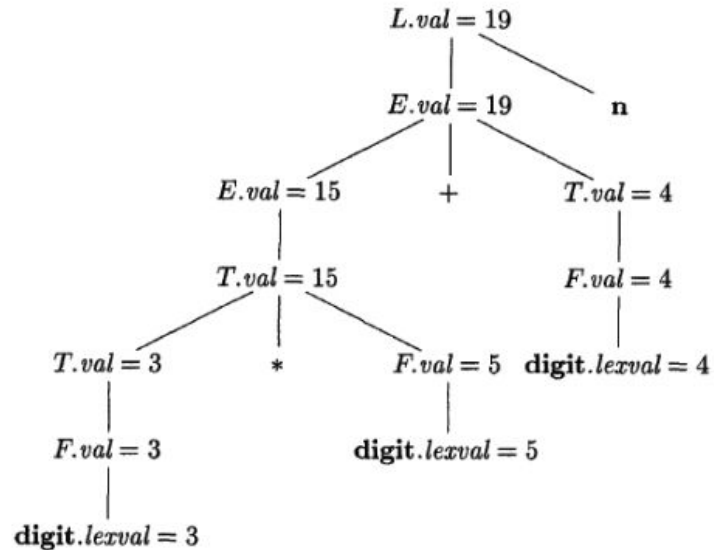 L.val = 19
E.val = 19 n
E.val = 15 + T.val = 4
T.val = 15 F.val = 4
T.val = 3 * F.val = 5 digit.lexval = 4
F.val = 3 digit.lexval = 5
digit.lexval = 3